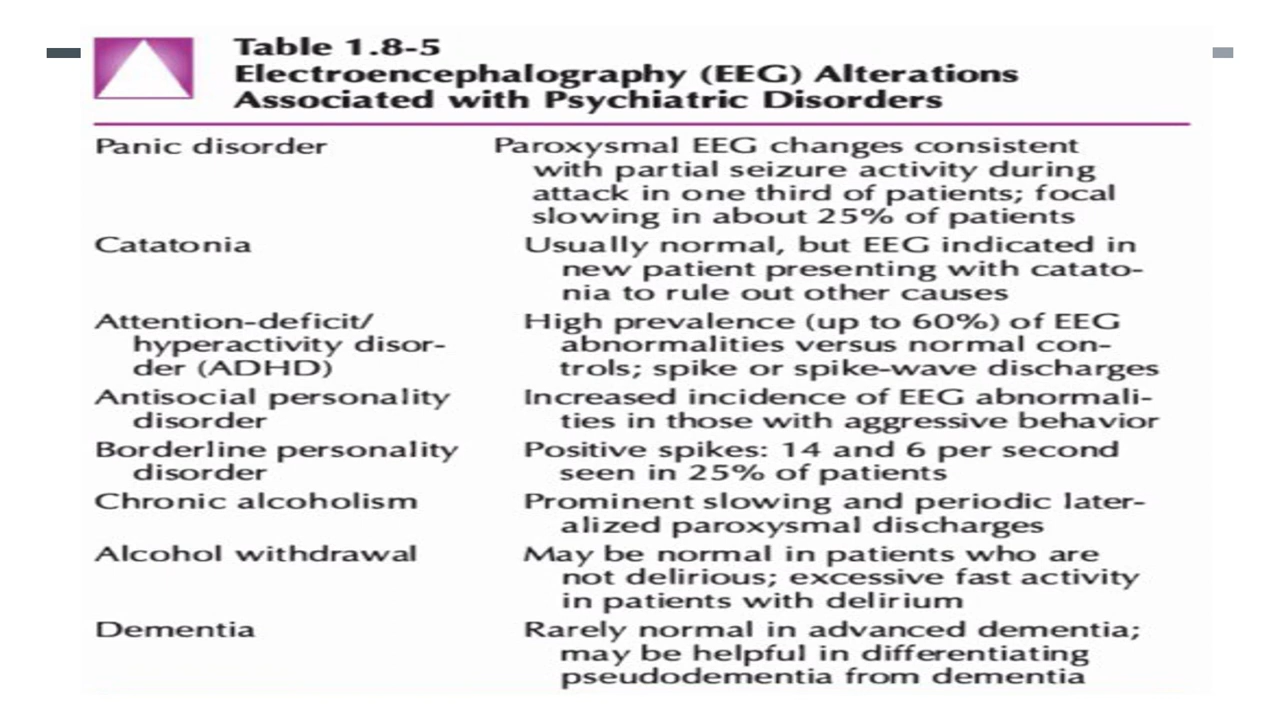 Table 1.8-5
Electroencephalography (EEG) Alterations
Associated with Psychiatric Disorders
Panic disorder
Paroxysmal EEG changes consistent
with partial seizure activity during
attack in one third of patients; focal
slowing in about 25% of patients
Catatonia
Usually normal, but EEG indicated in
new patient presenting with catato-
nia to rule out other causes
Attention-deficit/
hyperactivity disor-
der (ADHD)
High prevalence (up to 60%) of EEG
abnormalities versus normal con-
trols; spike or spike-wave discharges
Antisocial personality
disorder
Increased incidence of EEG abnormali-
ties in those with aggressive behavior
Borderline personality
disorder
Positive spikes: 14 and 6 per second
seen in 25% of patients
Chronic alcoholism
Prominent slowing and periodic later-
alized paroxysmal discharges
Alcohol withdrawal
May be normal in patients who are
not delirious; excessive fast activity
in patients with delirium
Dementia
Rarely normal in advanced dementia;
may be helpful in differentiating
pseudodementia from dementia